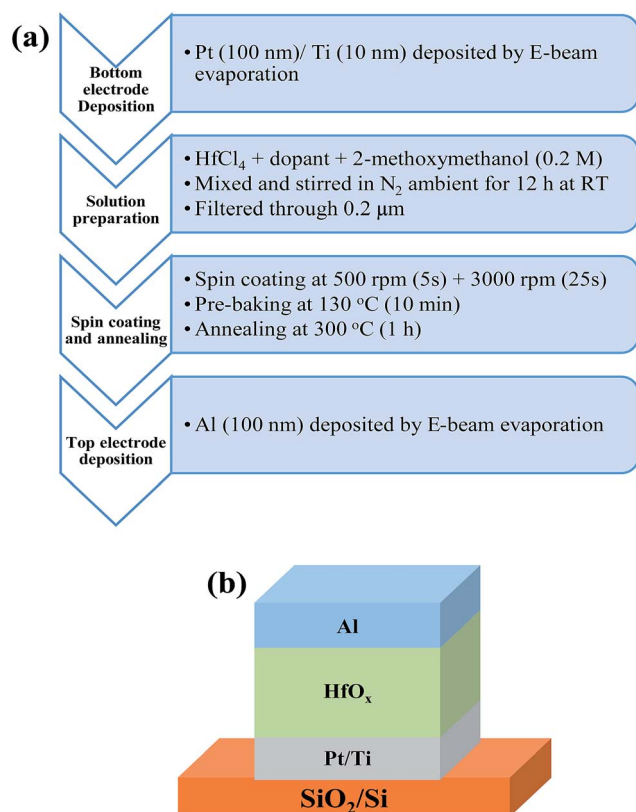 (a)
Bottom
electrode
Deposition
• Pt (100 nm)/ Ti (10 nm) deposited by E-beam
evaporation
Solution
preparation
• HfCl₄ + dopant + 2-methoxymethanol (0.2 M)
• Mixed and stirred in N₂ ambient for 12 h at RT
• Filtered through 0.2 μm
Spin coating
and annealing
• Spin coating at 500 rpm (5s) + 3000 rpm (25s)
• Pre-baking at 130 °C (10 min)
• Annealing at 300 °C (1 h)
Top electrode
deposition
• Al (100 nm) deposited by E-beam evaporation
(b)
Al
HfOₓ
Pt/Ti
SiO₂/Si